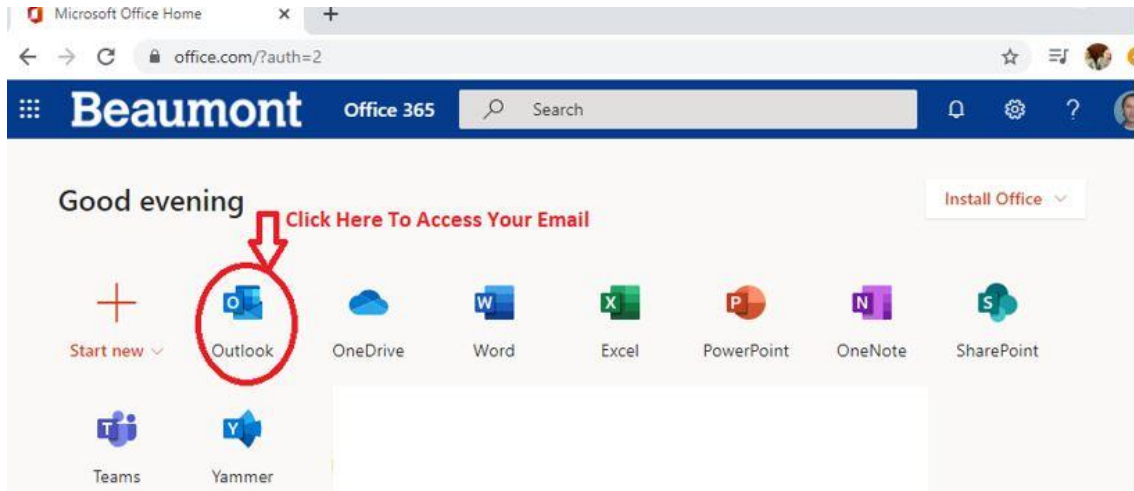 Microsoft Office Home
office.com/?auth=2
Beaumont Office 365 Search ?
Good evening Install Office
Click Here To Access Your Email
Start new Outlook OneDrive Word Excel PowerPoint OneNote SharePoint
Teams Yammer